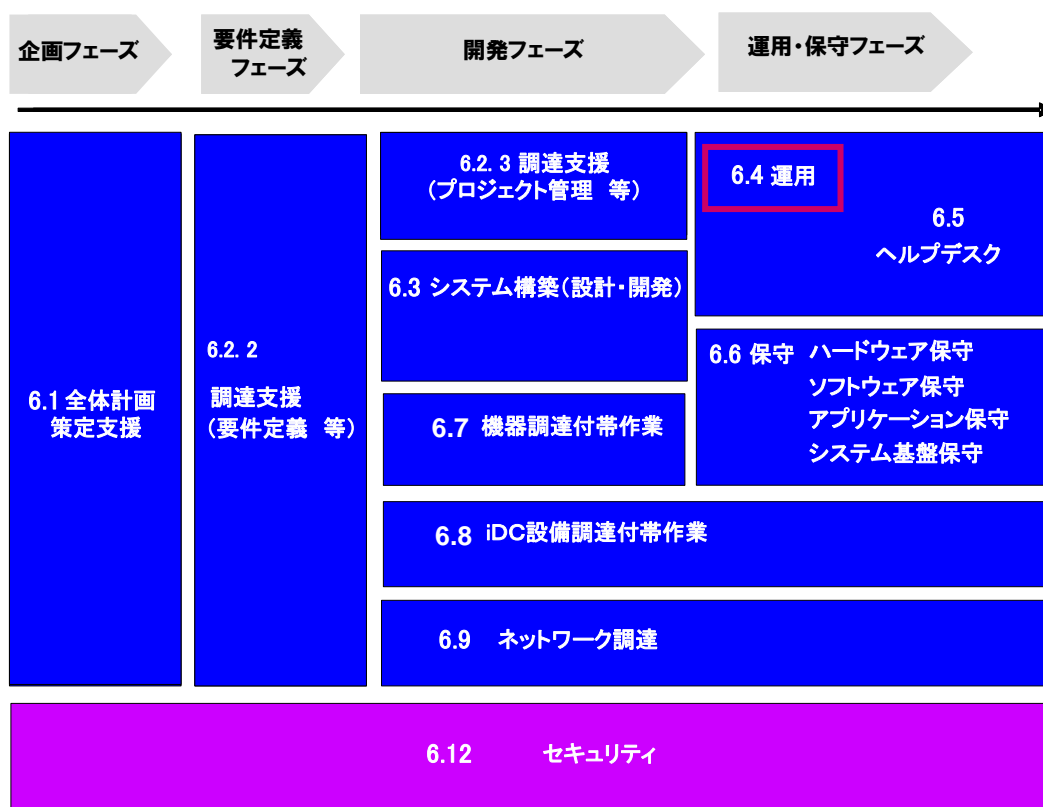 企画フェーズ
要件定義
フェーズ
開発フェーズ
運用・保守フェーズ
6.1 全体計画
策定支援
6.2. 2
調達支援
(要件定義 等)
6.2. 3 調達支援
(プロジェクト管理 等)
6.3 システム構築(設計・開発)
6.7 機器調達付帯作業
6.4 運用
6.5
ヘルプデスク
6.6 保守 ハードウェア保守
ソフトウェア保守
アプリケーション保守
システム基盤保守
6.8 iDC設備調達付帯作業
6.9 ネットワーク調達
6.12 セキュリティ